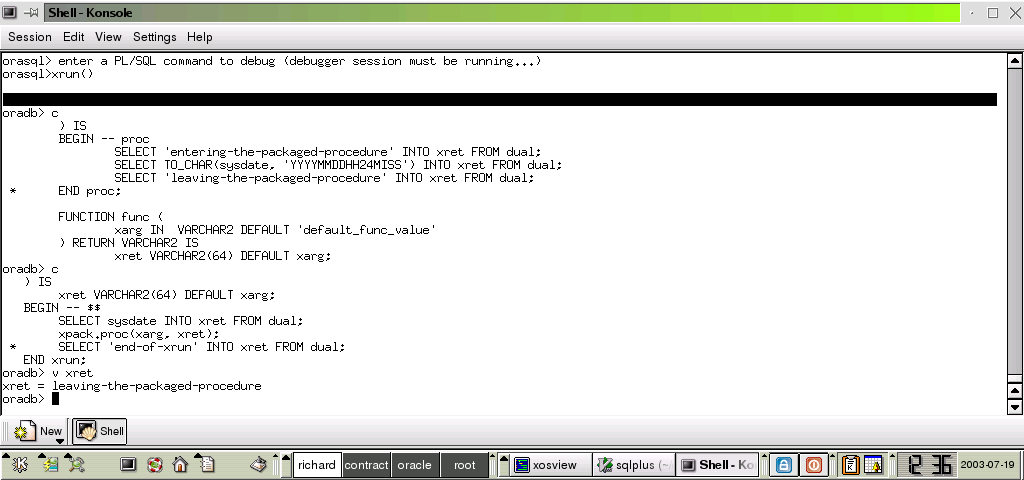 Shell - Konsole
Session Edit View Settings Help
orasql> enter a PL/SQL command to debug (debugger session must be running...)
orasql>xrun()
oradb> c
) IS
BEGIN -- proc
SELECT 'entering-the-packaged-procedure' INTO xret FROM dual;
SELECT TO_CHAR(sysdate, 'YYYYMMDDHH24MISS') INTO xret FROM dual;
SELECT 'leaving-the-packaged-procedure' INTO xret FROM dual;
* END proc;
FUNCTION func (
xarg IN VARCHAR2 DEFAULT 'default_func_value'
) RETURN VARCHAR2 IS
xret VARCHAR2(64) DEFAULT xarg;
oradb> c
) IS
xret VARCHAR2(64) DEFAULT xarg;
BEGIN -- $$
SELECT sysdate INTO xret FROM dual;
xpack.proc(xarg, xret);
* SELECT 'end-of-xrun' INTO xret FROM dual;
END xrun;
oradb> v xret
xret = leaving-the-packaged-procedure
oradb>
New Shell
richard contract oracle root xosview sqlplus (~ Shell - Ko 2 36 2003-07-19